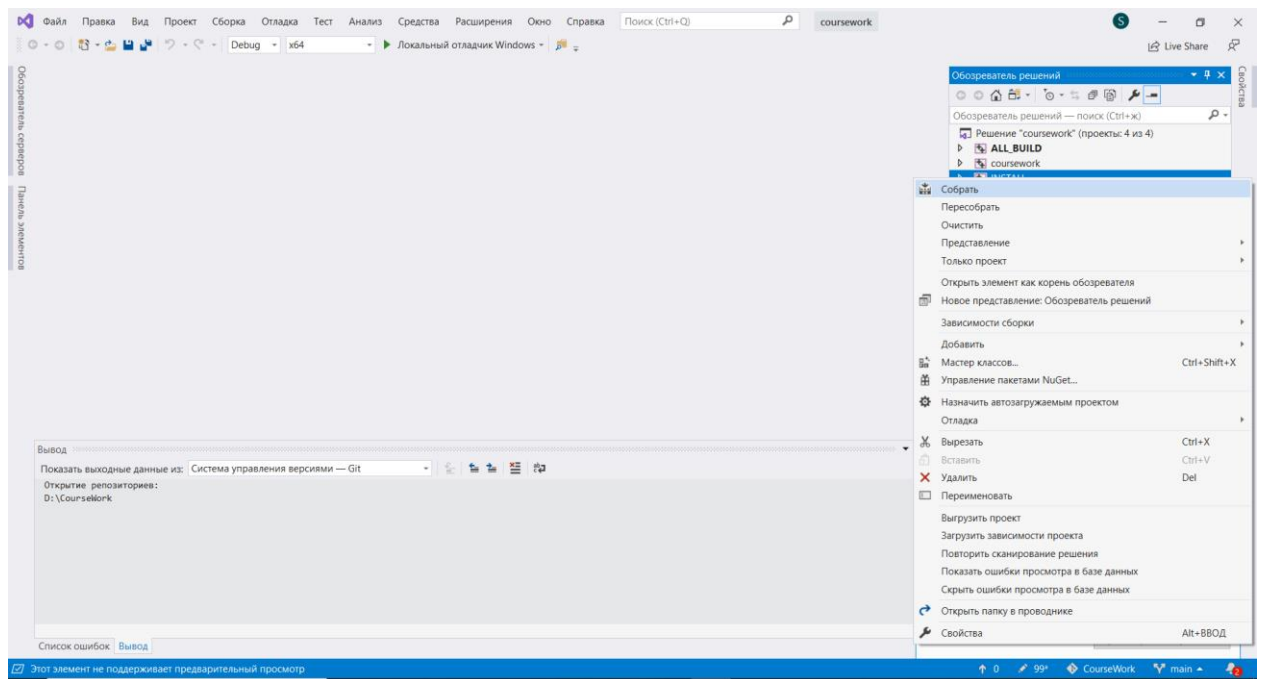 Файл Правка Вид Проект Сборка Отладка Тест Анализ Средства Расширения Окно Справка Поиск (Ctrl+Q) coursework S
Debug x64 Локальный отладчик Windows Live Share
Обозреватель серверов
Панель элементов
Обозреватель решений
Свойства
Обозреватель решений — поиск (Ctrl+ж)
Решение "coursework" (проекты: 4 из 4)
ALL_BUILD
coursework
INSTALL
Собрать
Пересобрать
Очистить
Представление
Только проект
Открыть элемент как корень обозревателя
Новое представление: Обозреватель решений
Зависимости сборки
Добавить
Мастер классов... Ctrl+Shift+X
Управление пакетами NuGet...
Назначить автозагружаемым проектом
Отладка
Вырезать Ctrl+X
Вставить Ctrl+V
Удалить Del
Переименовать
Выгрузить проект
Загрузить зависимости проекта
Повторить сканирование решения
Показать ошибки просмотра в базе данных
Скрыть ошибки просмотра в базе данных
Открыть папку в проводнике
Свойства Alt+ВВОД
Вывод
Показать выходные данные из: Система управления версиями — Git
Открытие репозиториев:
D:\CourseWork
Список ошибок Вывод
Этот элемент не поддерживает предварительный просмотр 0 99+ CourseWork main 2